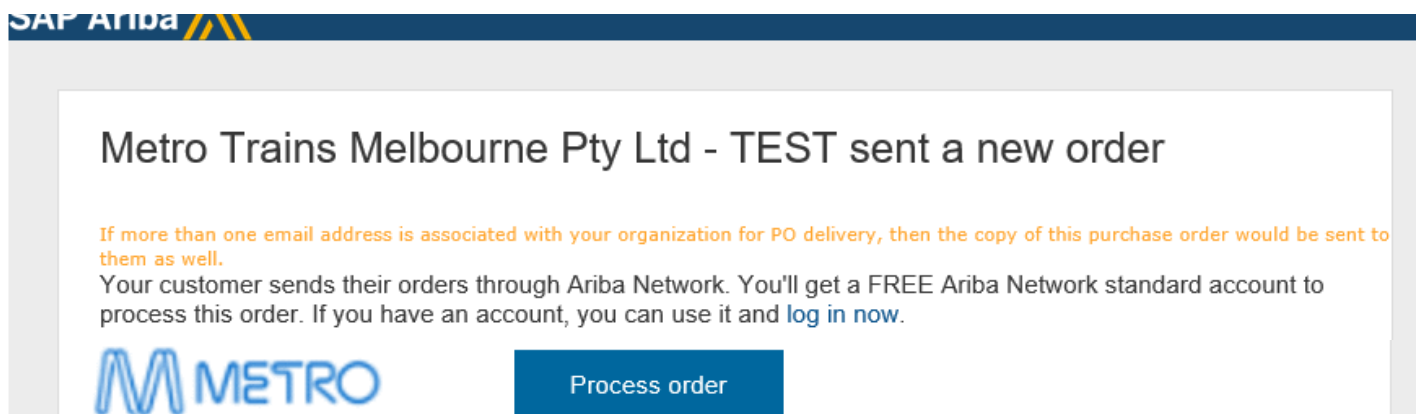 SAP Ariba
Metro Trains Melbourne Pty Ltd - TEST sent a new order
If more than one email address is associated with your organization for PO delivery, then the copy of this purchase order would be sent to
them as well.
Your customer sends their orders through Ariba Network. You'll get a FREE Ariba Network standard account to
process this order. If you have an account, you can use it and log in now.
METRO
Process order